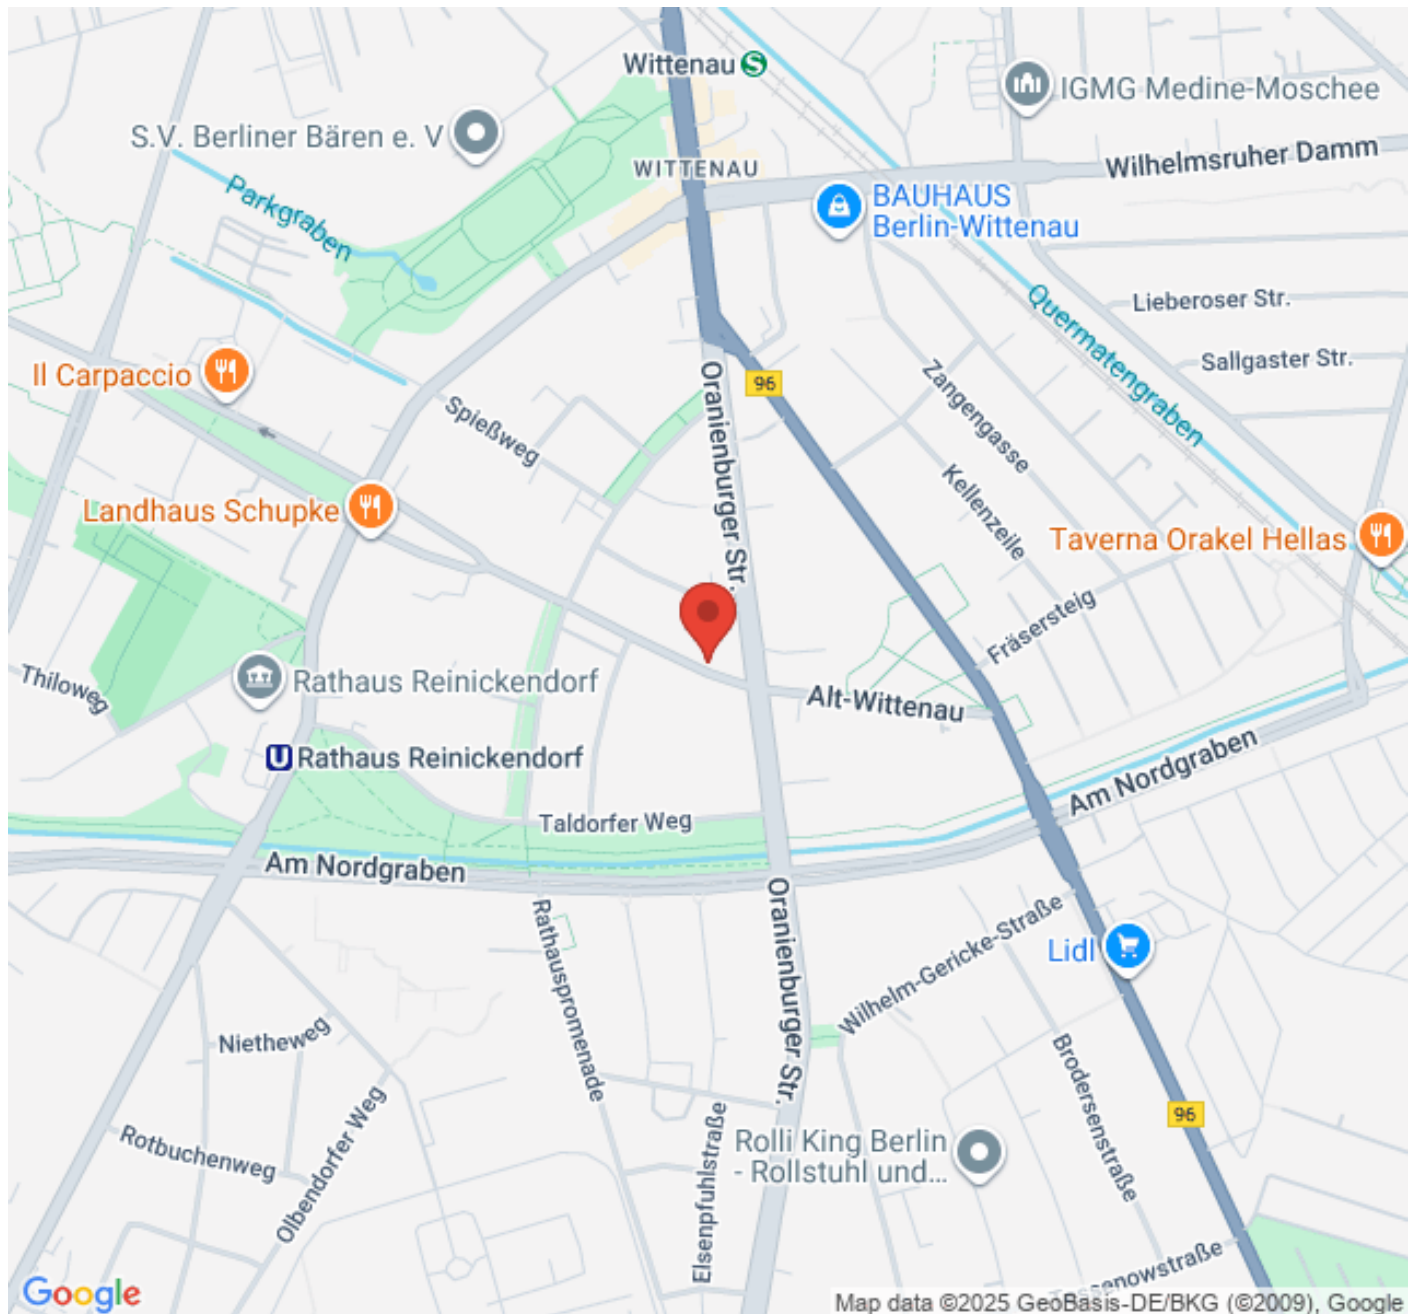 Wittenau S
IGMG Medine-Moschee
S.V. Berliner Bären e. V
Wilhelmsruher Damm
WITTENAU
Parkgraben
BAUHAUS
Berlin-Wittenau
Quermatengraben
Lieberoser Str.
Sallgaster Str.
Il Carpaccio
96
Oranienburger Str.
Zangengasse
Spießweg
Kellenzeile
Landhaus Schupke
Taverna Orakel Hellas
Fräsersteig
Thiloweg
Rathaus Reinickendorf
Alt-Wittenau
U Rathaus Reinickendorf
Am Nordgraben
Taldorfer Weg
Am Nordgraben
Oranienburger Str.
Rathauspromenade
Wilhelm-Gericke-Straße
Lidl
Nietheweg
Brodersenstraße
Olbendorfer Weg
96
Rotbuchenweg
Elsenpfuhlstraße
Rolli King Berlin
- Rollstuhl und...
Google
Map data ©2025 GeoBasis-DE/BKG (©2009), Google